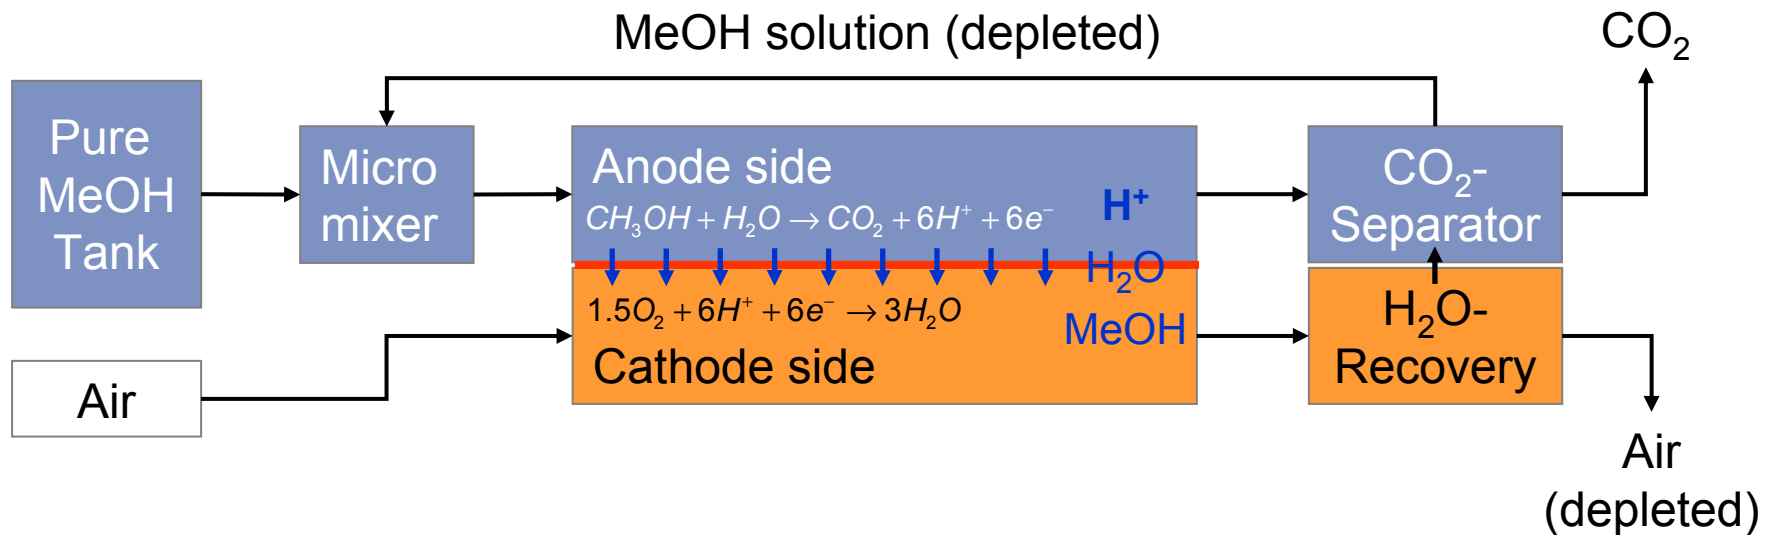 MeOH solution (depleted)
CO₂
Pure
MeOH
Tank
Micro
mixer
Anode side
CH₃OH + H₂O → CO₂ + 6H⁺ + 6e⁻
H⁺
H₂O
MeOH
1.5O₂ + 6H⁺ + 6e⁻ → 3H₂O
Cathode side
CO₂-
Separator
H₂O-
Recovery
Air
Air
(depleted)